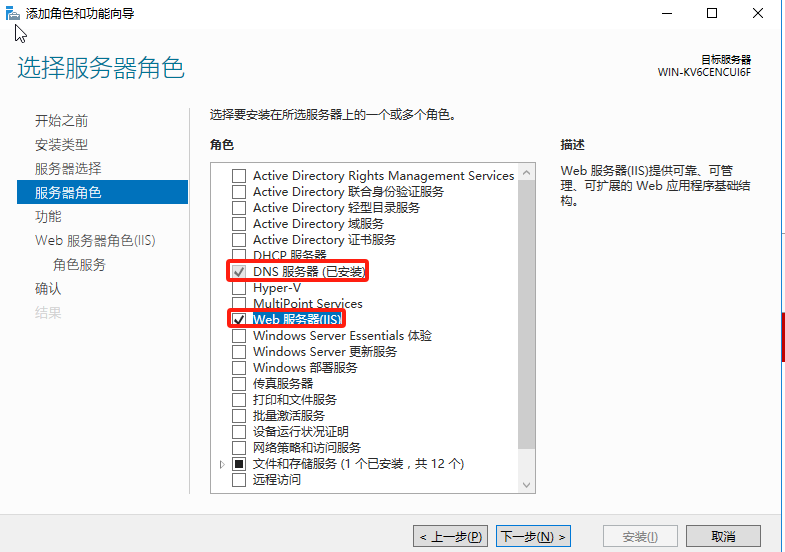 添加角色和功能向导
选择服务器角色
目标服务器
WIN-KV6CENCUI6F
开始之前
安装类型
服务器选择
服务器角色
功能
Web 服务器角色(IIS)
角色服务
确认
结果
选择要安装在所选服务器上的一个或多个角色。
角色
Active Directory Rights Management Services
Active Directory 联合身份验证服务
Active Directory 轻型目录服务
Active Directory 域服务
Active Directory 证书服务
DHCP 服务器
DNS 服务器 (已安装)
Hyper-V
MultiPoint Services
Web 服务器(IIS)
Windows Server Essentials 体验
Windows Server 更新服务
Windows 部署服务
传真服务器
打印和文件服务
批量激活服务
设备运行状况证明
网络策略和访问服务
文件和存储服务 (1 个已安装，共 12 个)
远程访问
描述
Web 服务器(IIS)提供可靠、可管
理、可扩展的 Web 应用程序基础结
构。
< 上一步(P)
下一步(N) >
安装(I)
取消